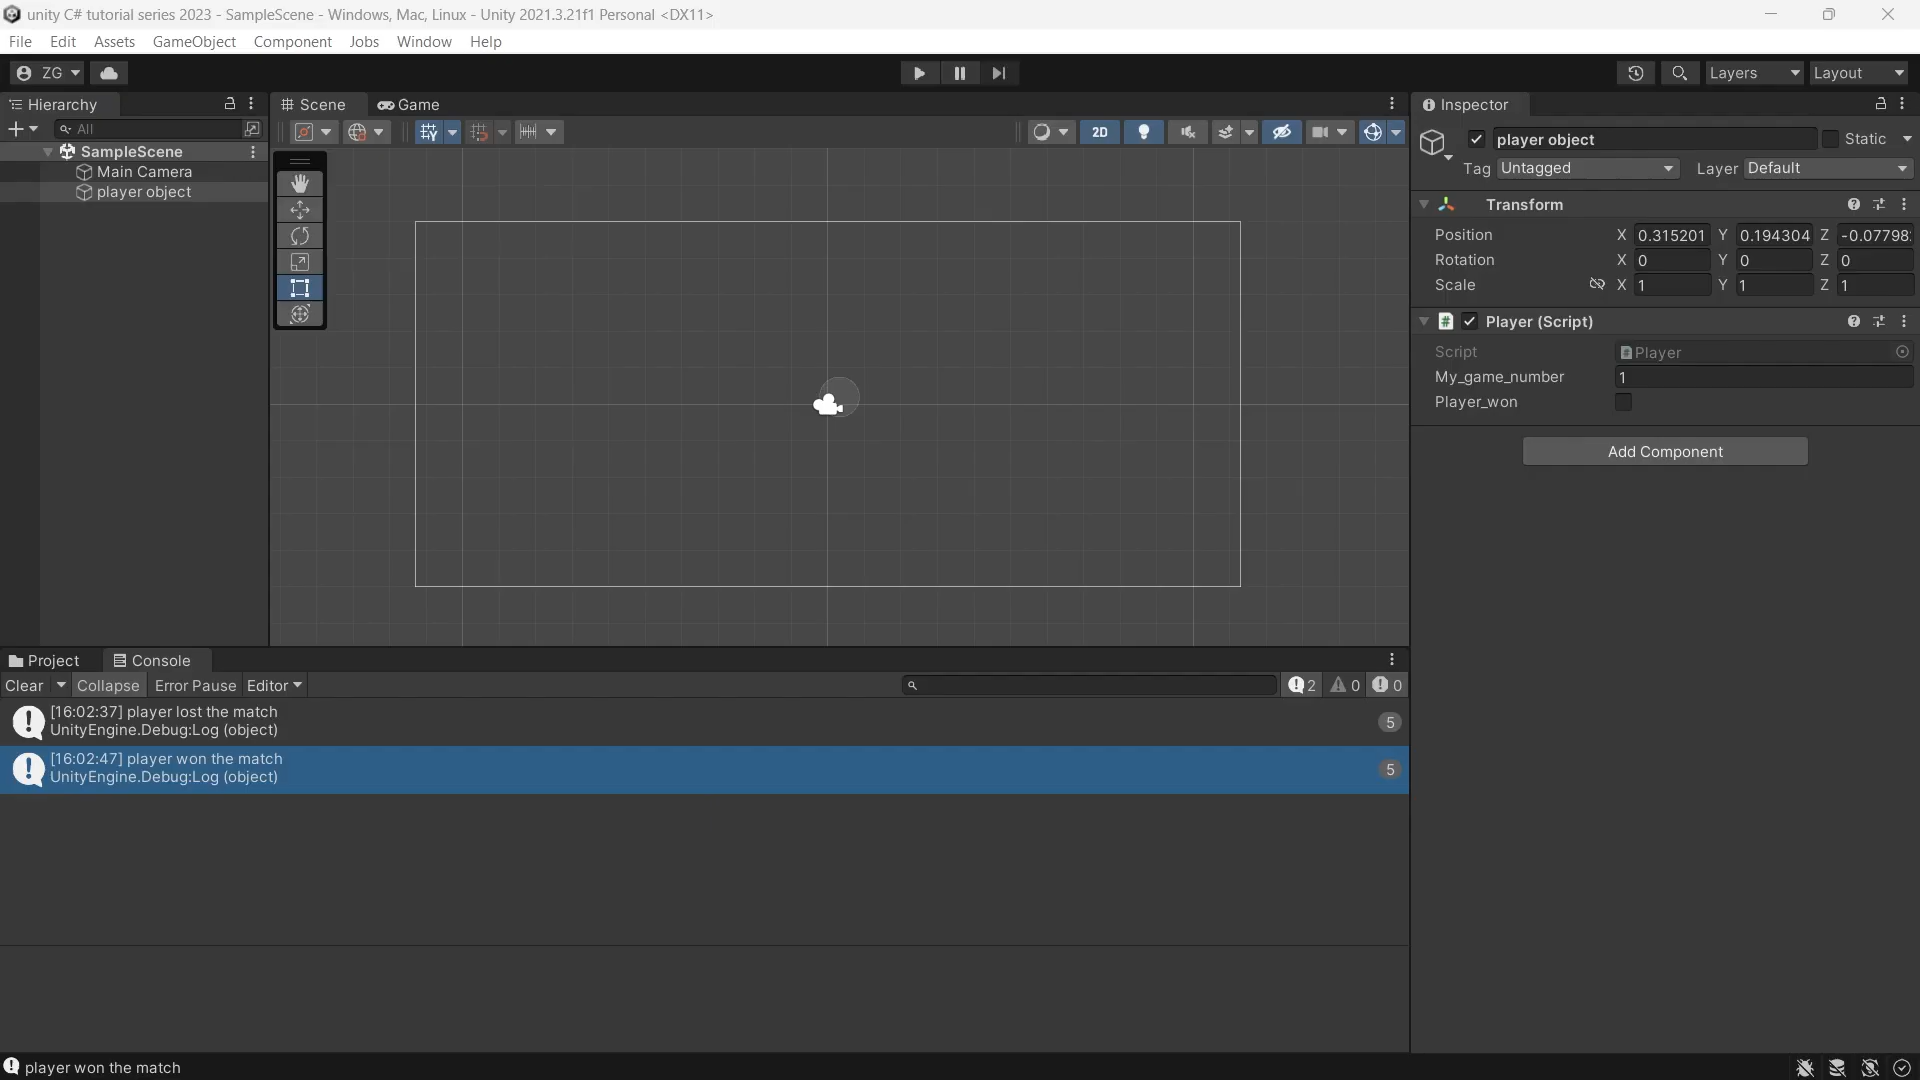 unity C# tutorial series 2023 - SampleScene - Windows, Mac, Linux - Unity 2021.3.21f1 Personal <DX11>
File Edit Assets GameObject Component Jobs Window Help
ZG Layers Layout
Hierarchy Scene Game Inspector
All 2D player object Static
SampleScene
Tag Untagged Layer Default
Main Camera
player object
Transform
Position X 0.315201 Y 0.194304 Z -0.07798
Rotation X 0 Y 0 Z 0
Scale X 1 Y 1 Z 1
# Player (Script)
Script Player
My_game_number 1
Player_won
Add Component
Project Console
Clear Collapse Error Pause Editor 2 0 0
[16:02:37] player lost the match
UnityEngine.Debug:Log (object) 5
[16:02:47] player won the match
UnityEngine.Debug:Log (object) 5
player won the match